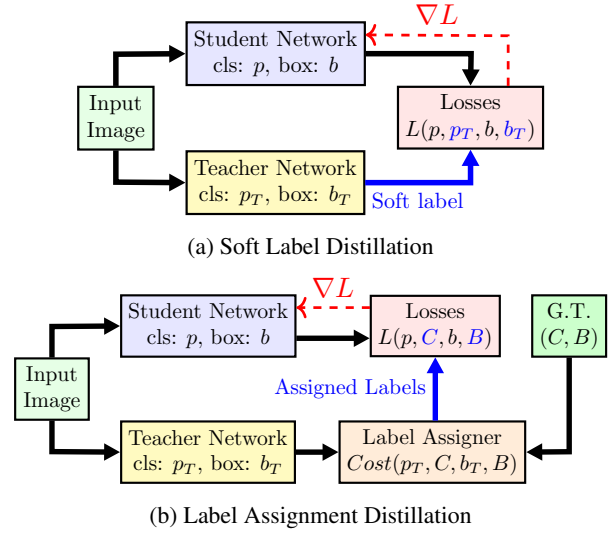 ∇L
Student Network
cls: p, box: b
Input
Image
Losses
L(p, p_T, b, b_T)
Teacher Network
cls: p_T, box: b_T
Soft label
(a) Soft Label Distillation
∇L
Student Network
cls: p, box: b
Losses
L(p, C, b, B)
G.T.
(C, B)
Input
Image
Assigned Labels
Teacher Network
cls: p_T, box: b_T
Label Assigner
Cost(p_T, C, b_T, B)
(b) Label Assignment Distillation